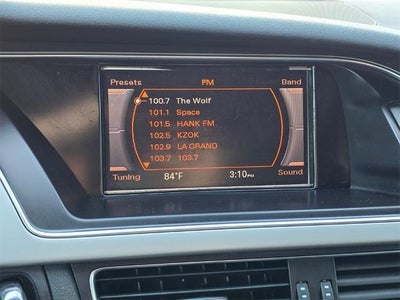 Presets FM Band
100.7 The Wolf
101.1 Space
101.5 HANK FM
102.5 KZOK
102.9 LA GRAND
103.7 103.7
Tuning 84°F 3:10PM Sound